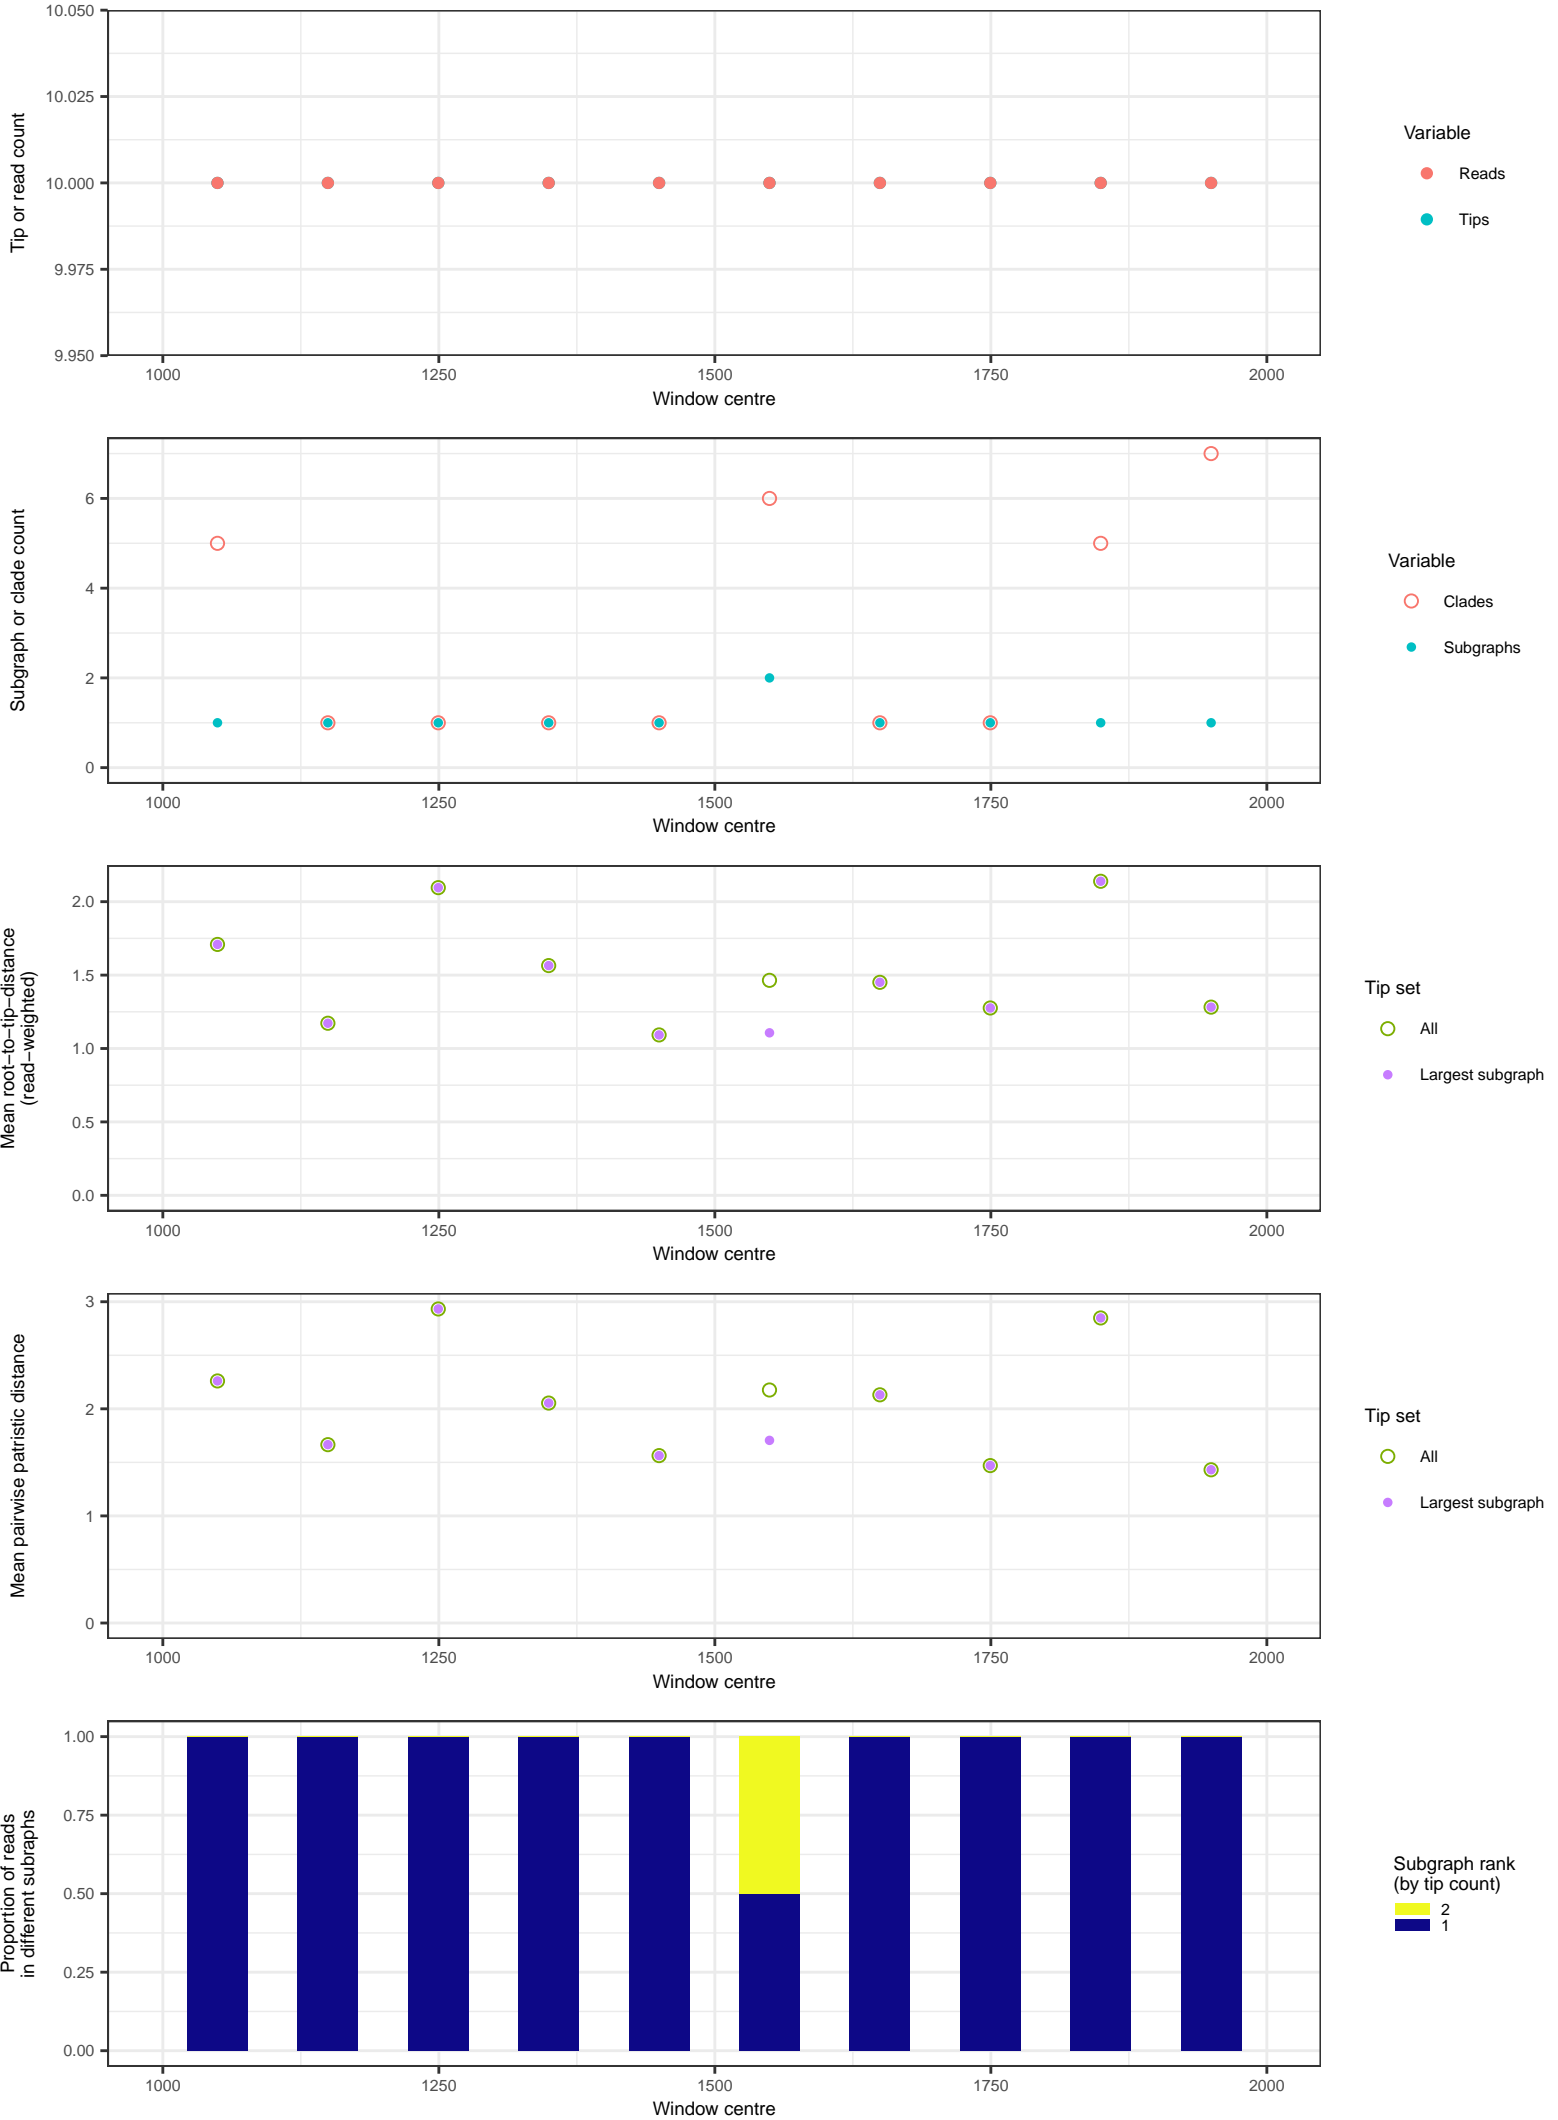 10.050
10.025
10.000
9.975
9.950
Tip or read count
1000 1250 1500 1750 2000
Window centre
Variable
Reads
Tips
6
4
2
0
Subgraph or clade count
1000 1250 1500 1750 2000
Window centre
Variable
Clades
Subgraphs
2.0
1.5
1.0
0.5
0.0
Mean root−to−tip−distance
(read−weighted)
1000 1250 1500 1750 2000
Window centre
Tip set
All
Largest subgraph
3
2
1
0
Mean pairwise patristic distance
1000 1250 1500 1750 2000
Window centre
Tip set
All
Largest subgraph
1.00
0.75
0.50
0.25
0.00
Proportion of reads
in different subraphs
1000 1250 1500 1750 2000
Window centre
Subgraph rank
(by tip count)
2
1